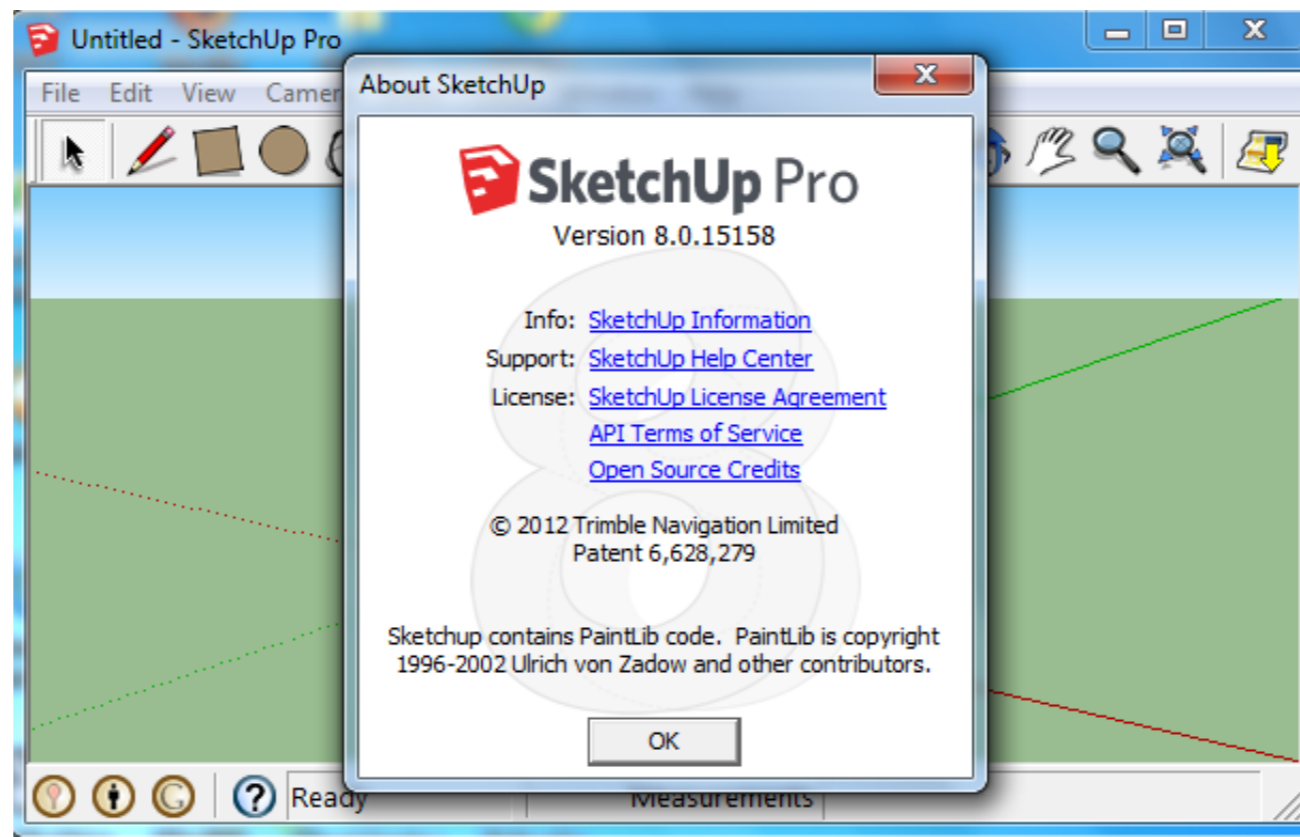 Untitled - SketchUp Pro
File Edit View Camer
About SketchUp
SketchUp Pro
Version 8.0.15158
Info: SketchUp Information
Support: SketchUp Help Center
License: SketchUp License Agreement
API Terms of Service
Open Source Credits
© 2012 Trimble Navigation Limited
Patent 6,628,279
Sketchup contains PaintLib code. PaintLib is copyright
1996-2002 Ulrich von Zadow and other contributors.
OK
Ready Measurements